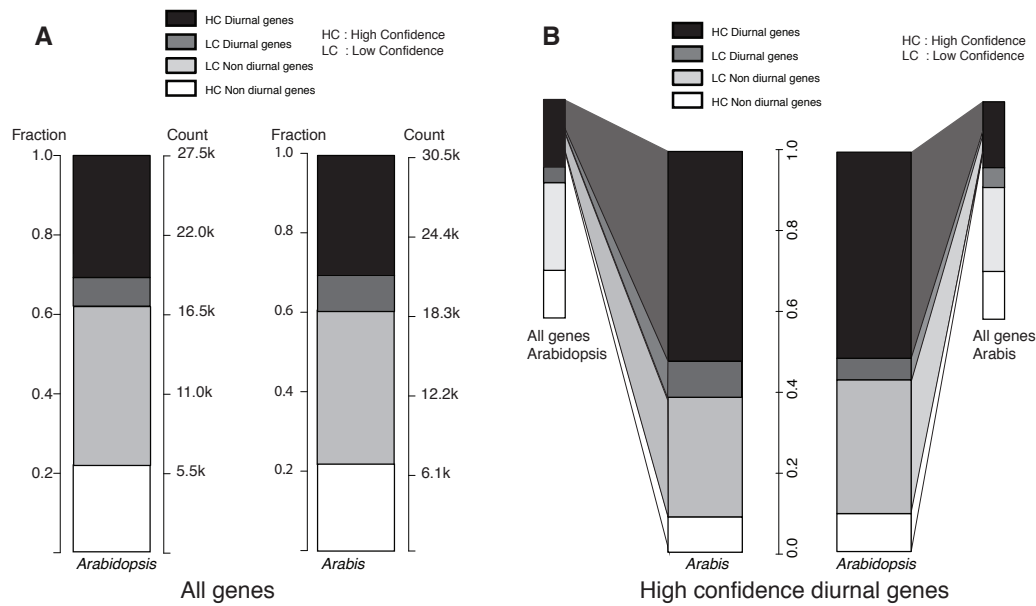 A
HC Diurnal genes
LC Diurnal genes
LC Non diurnal genes
HC Non diurnal genes
HC : High Confidence
LC : Low Confidence
Fraction
Count
1.0
0.8
0.6
0.4
0.2
27.5k
22.0k
16.5k
11.0k
5.5k
Arabidopsis
Fraction
Count
1.0
0.8
0.6
0.4
0.2
30.5k
24.4k
18.3k
12.2k
6.1k
Arabis
All genes
B
HC Diurnal genes
LC Diurnal genes
LC Non diurnal genes
HC Non diurnal genes
HC : High Confidence
LC : Low Confidence
All genes
Arabidopsis
1.0
0.8
0.6
0.4
0.2
0.0
All genes
Arabis
Arabis
Arabidopsis
High confidence diurnal genes